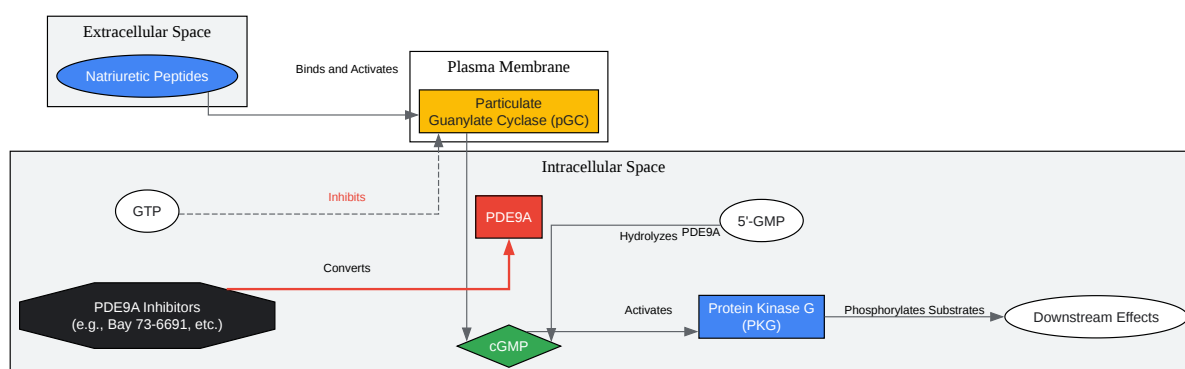 Extracellular Space
Natriuretic Peptides
Binds and Activates
Plasma Membrane
Particulate
Guanylate Cyclase (pGC)
Intracellular Space
GTP
Inhibits
PDE9A
5'-GMP
Hydrolyzes
PDE9A
Converts
PDE9A Inhibitors
(e.g., Bay 73-6691, etc.)
cGMP
Activates
Protein Kinase G
(PKG)
Phosphorylates Substrates
Downstream Effects